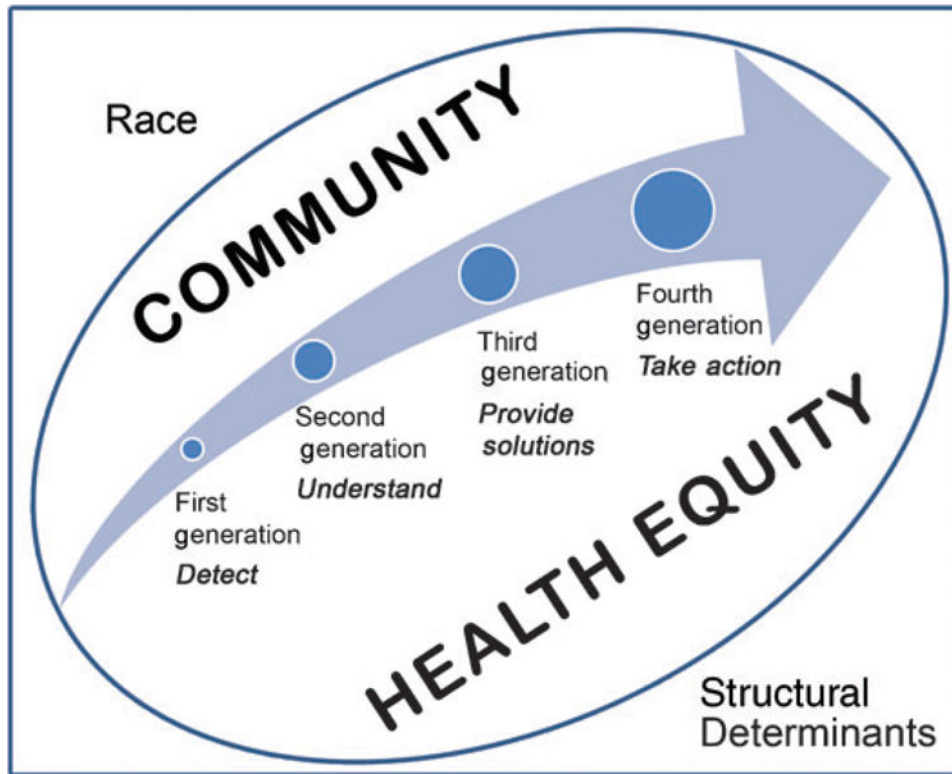 Race
COMMUNITY
First
generation
Detect
Second
generation
Understand
Third
generation
Provide
solutions
Fourth
generation
Take action
HEALTH EQUITY
Structural
Determinants